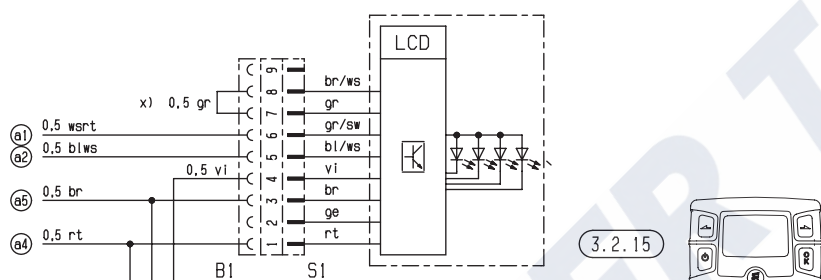 LCD
9
br/ws
x) 0,5 gr
8
gr
7
a1 0,5 wsrt
6
gr/sw
a2 0,5 blws
5
bl/ws
0,5 vi
4
vi
a5 0,5 br
3
br
2
ge
a4 0,5 rt
1
rt
B1 S1
3.2.15